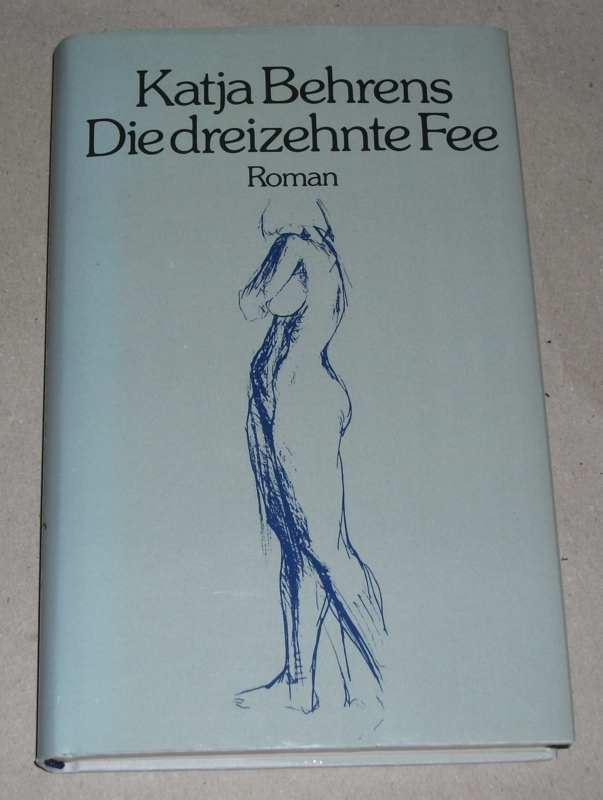 Katja Behrens
Die dreizehnte Fee
Roman